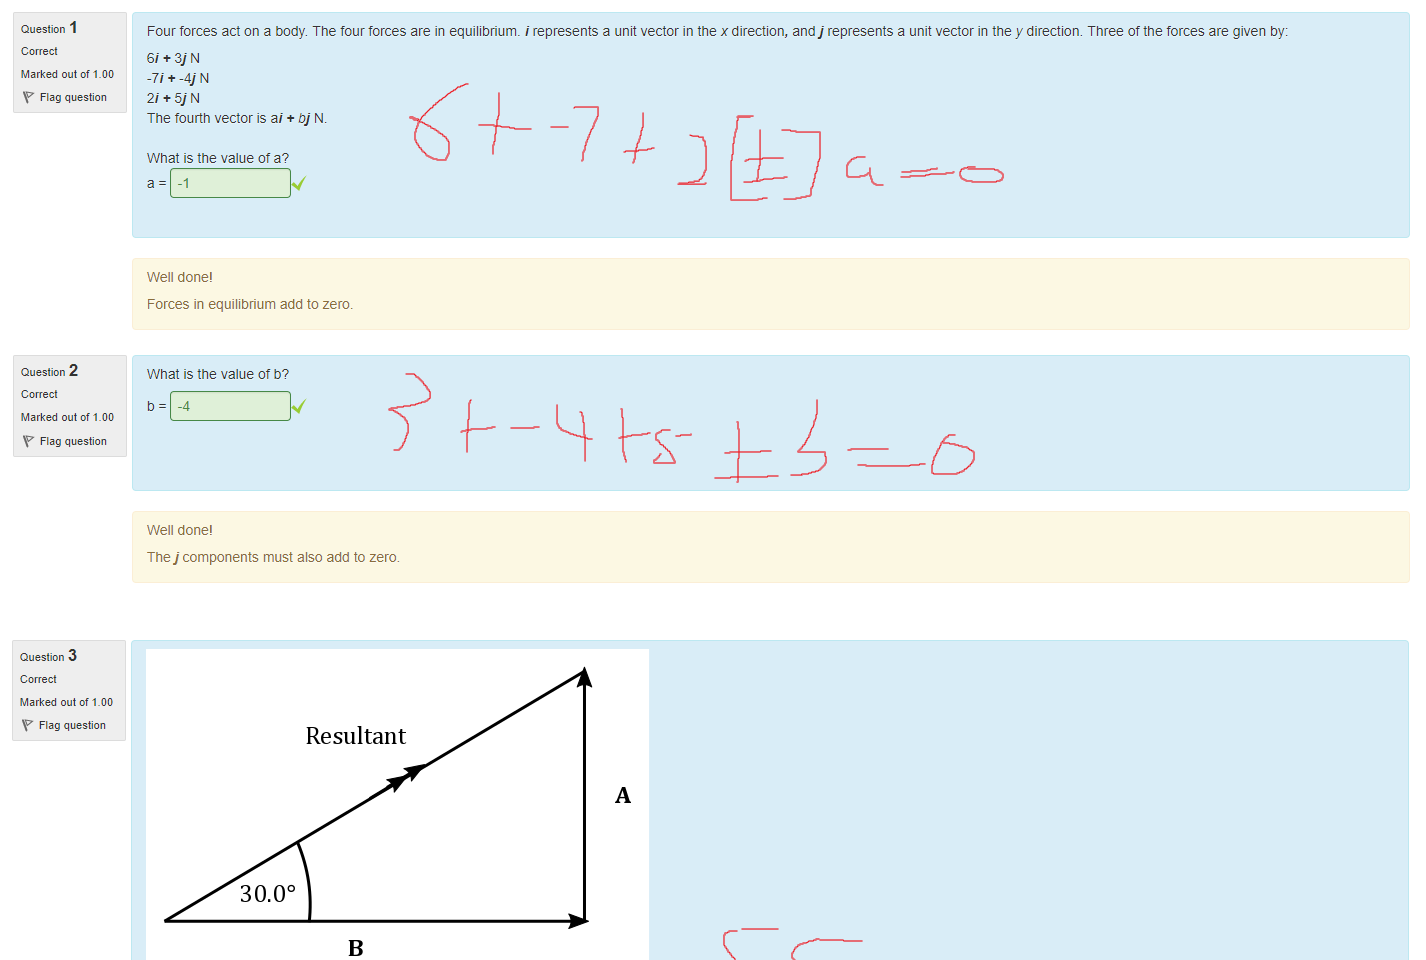 Question 1
Correct
Marked out of 1.00
Flag question
Four forces act on a body. The four forces are in equilibrium. i represents a unit vector in the x direction, and j represents a unit vector in the y direction. Three of the forces are given by:
6i + 3j N
-7i + -4j N
2i + 5j N
The fourth vector is ai + bj N.
What is the value of a?
a = -1
6 + -7 + 2 [±] a = 0
Well done!
Forces in equilibrium add to zero.
Question 2
Correct
Marked out of 1.00
Flag question
What is the value of b?
b = -4
3 + -4 + 5 ± b = 0
Well done!
The j components must also add to zero.
Question 3
Correct
Marked out of 1.00
Flag question
Resultant
A
30.0°
B